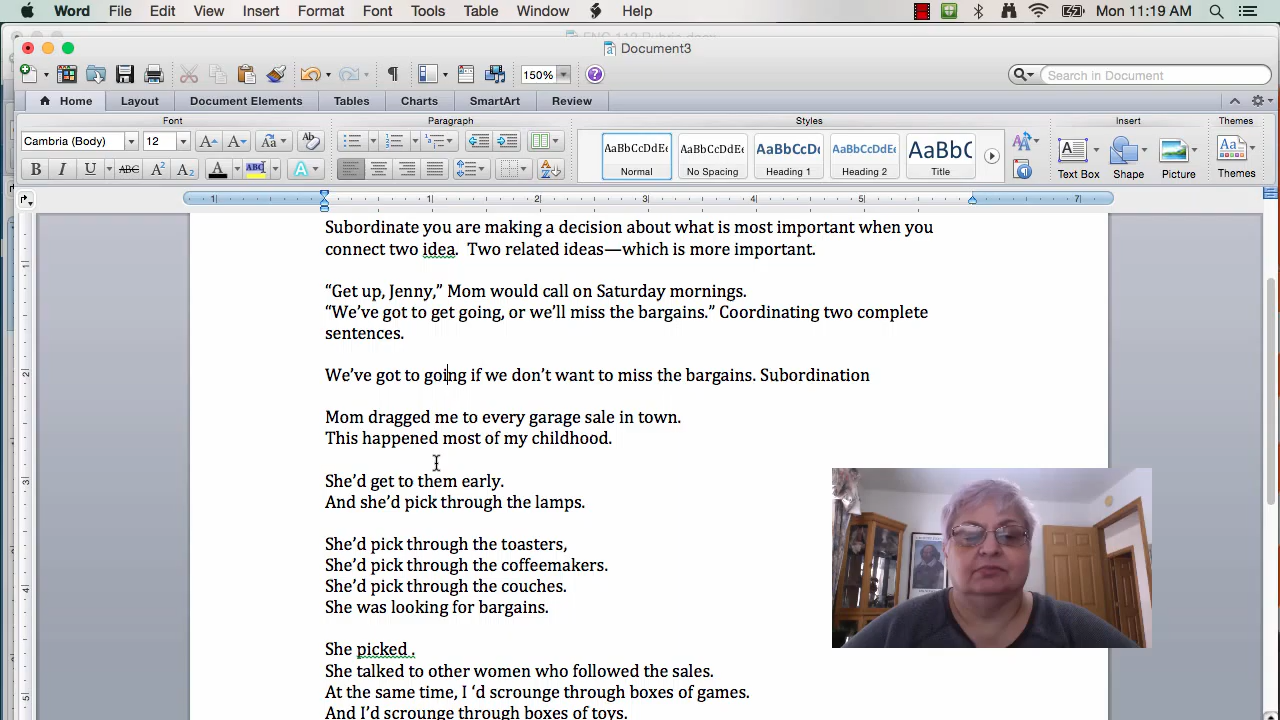 Word File Edit View Insert Format Font Tools Table Window Help Mon 11:19 AM
Document3
150% Search in Document
Home Layout Document Elements Tables Charts SmartArt Review
Font Paragraph Styles Insert Themes
Cambria (Body) 12 Aa
AaBbCcDdEe AaBbCcDdEe AaBbCcDc AaBbCcDdEe AaBbC
B I U ABC A² A₂ A ABC A
Normal No Spacing Heading 1 Heading 2 Title Text Box Shape Picture Themes
Subordinate you are making a decision about what is most important when you
connect two idea. Two related ideas—which is more important.
“Get up, Jenny,” Mom would call on Saturday mornings.
“We’ve got to get going, or we’ll miss the bargains.” Coordinating two complete
sentences.
We’ve got to going if we don’t want to miss the bargains. Subordination
Mom dragged me to every garage sale in town.
This happened most of my childhood.
She’d get to them early.
And she’d pick through the lamps.
She’d pick through the toasters,
She’d pick through the coffeemakers.
She’d pick through the couches.
She was looking for bargains.
She picked .
She talked to other women who followed the sales.
At the same time, I ‘d scrounge through boxes of games.
And I’d scrounge through boxes of toys.